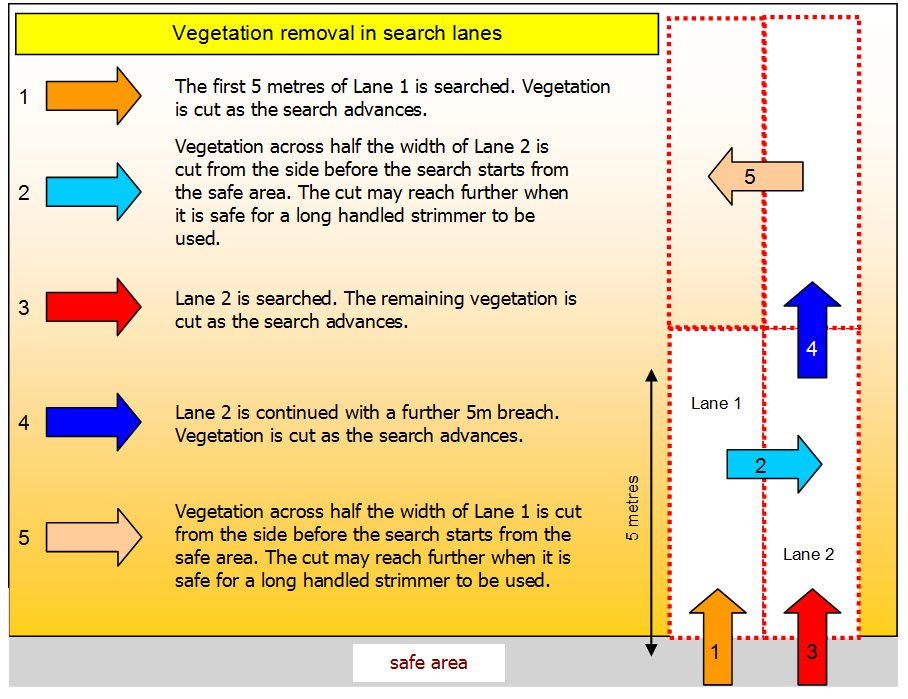 Vegetation removal in search lanes
1
The first 5 metres of Lane 1 is searched. Vegetation
is cut as the search advances.
2
Vegetation across half the width of Lane 2 is
cut from the side before the search starts from
the safe area. The cut may reach further when
it is safe for a long handled strimmer to be
used.
3
Lane 2 is searched. The remaining vegetation is
cut as the search advances.
4
Lane 2 is continued with a further 5m breach.
Vegetation is cut as the search advances.
5
Vegetation across half the width of Lane 1 is cut
from the side before the search starts from the
safe area. The cut may reach further when it is
safe for a long handled strimmer to be used.
5
4
Lane 1
2
5 metres
Lane 2
1
3
safe area